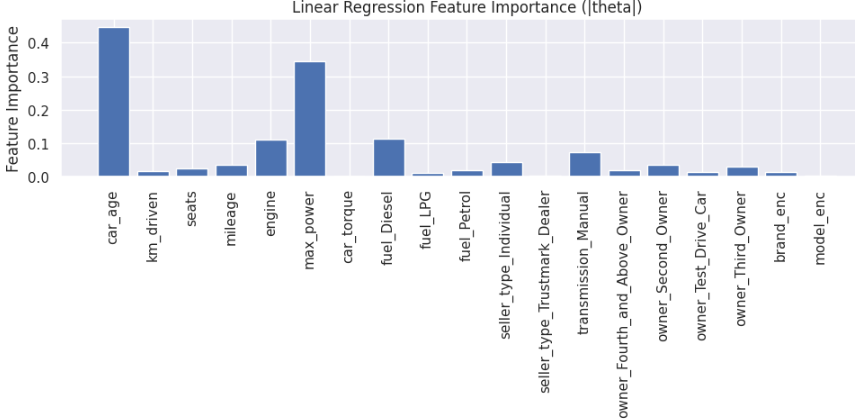 Linear Regression Feature Importance (|theta|)
Feature Importance
0.4
0.3
0.2
0.1
0.0
car_age
km_driven
seats
mileage
engine
max_power
car_torque
fuel_Diesel
fuel_LPG
fuel_Petrol
seller_type_Individual
seller_type_Trustmark_Dealer
transmission_Manual
owner_Fourth_and_Above_Owner
owner_Second_Owner
owner_Test_Drive_Car
owner_Third_Owner
brand_enc
model_enc